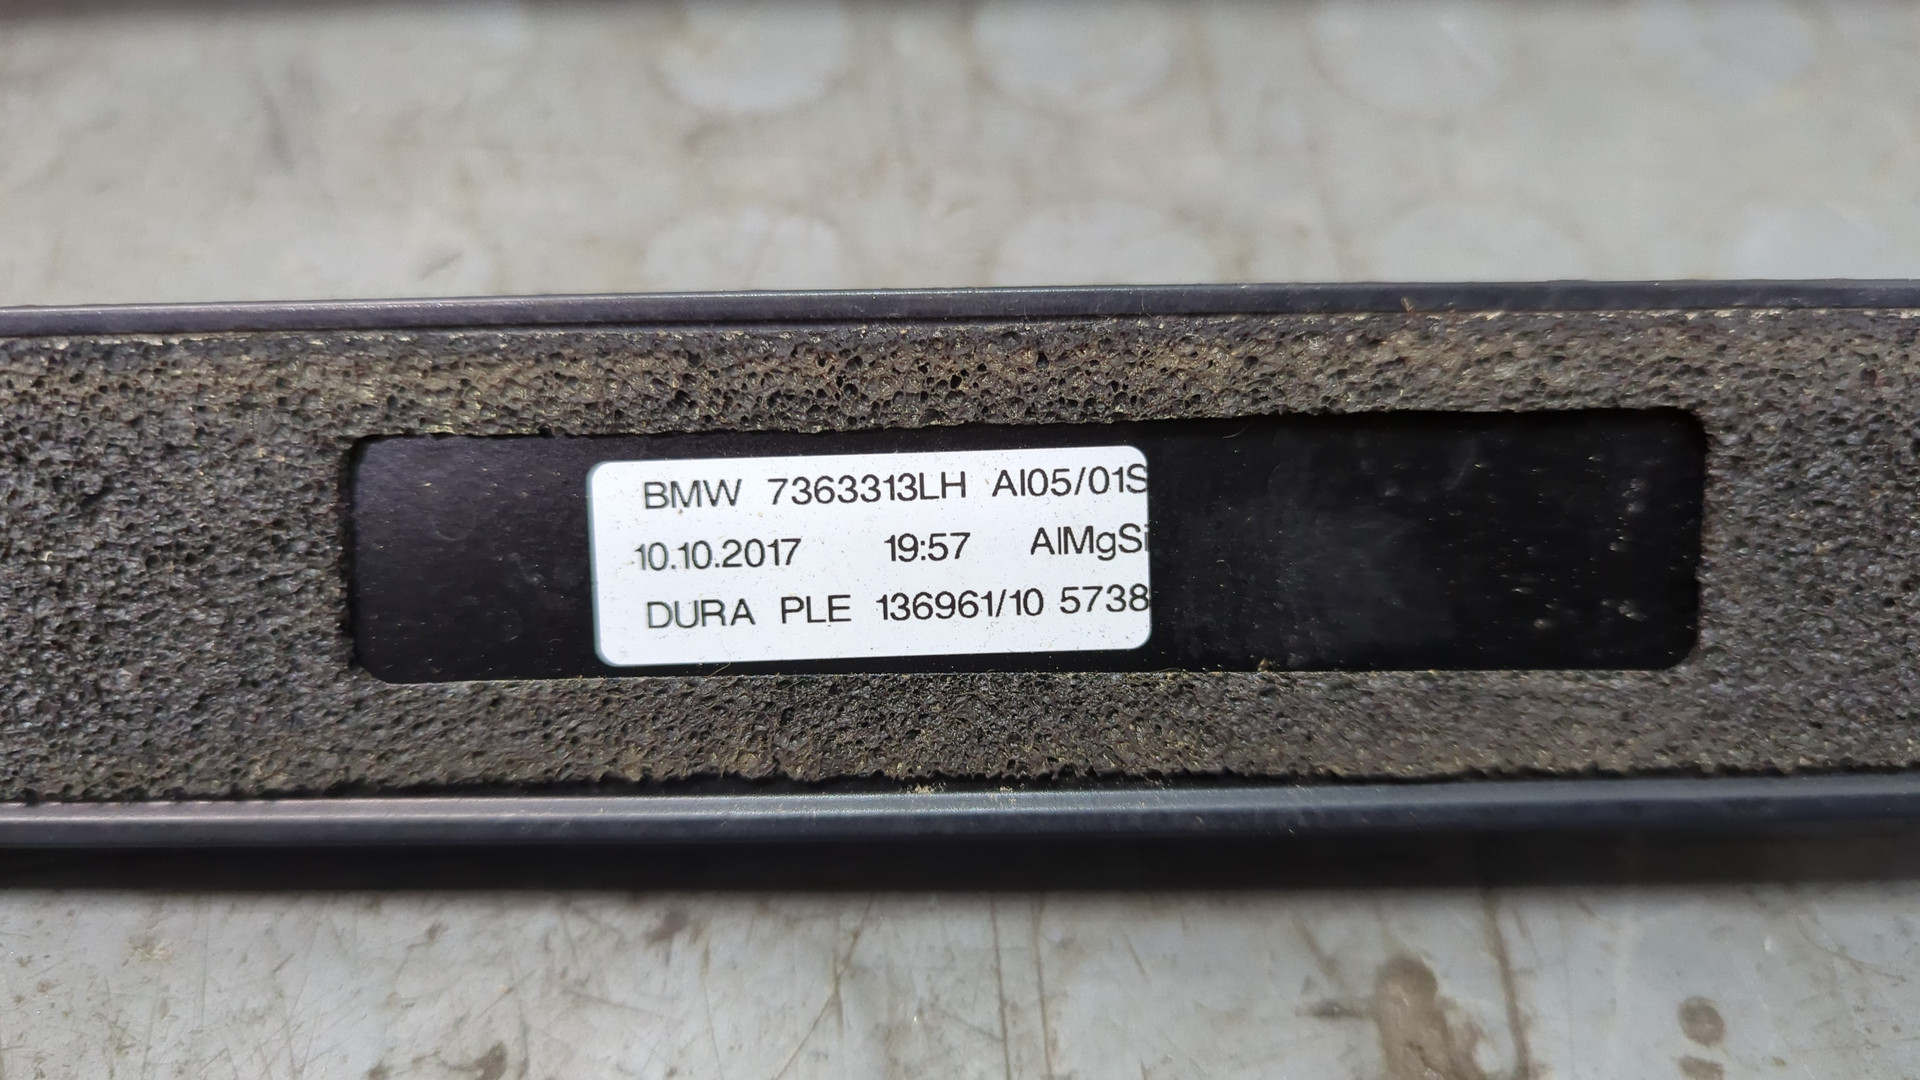 BMW 7363313LH AI05/01S
10.10.2017 19:57 AlMgSi
DURA PLE 136961/10 5738